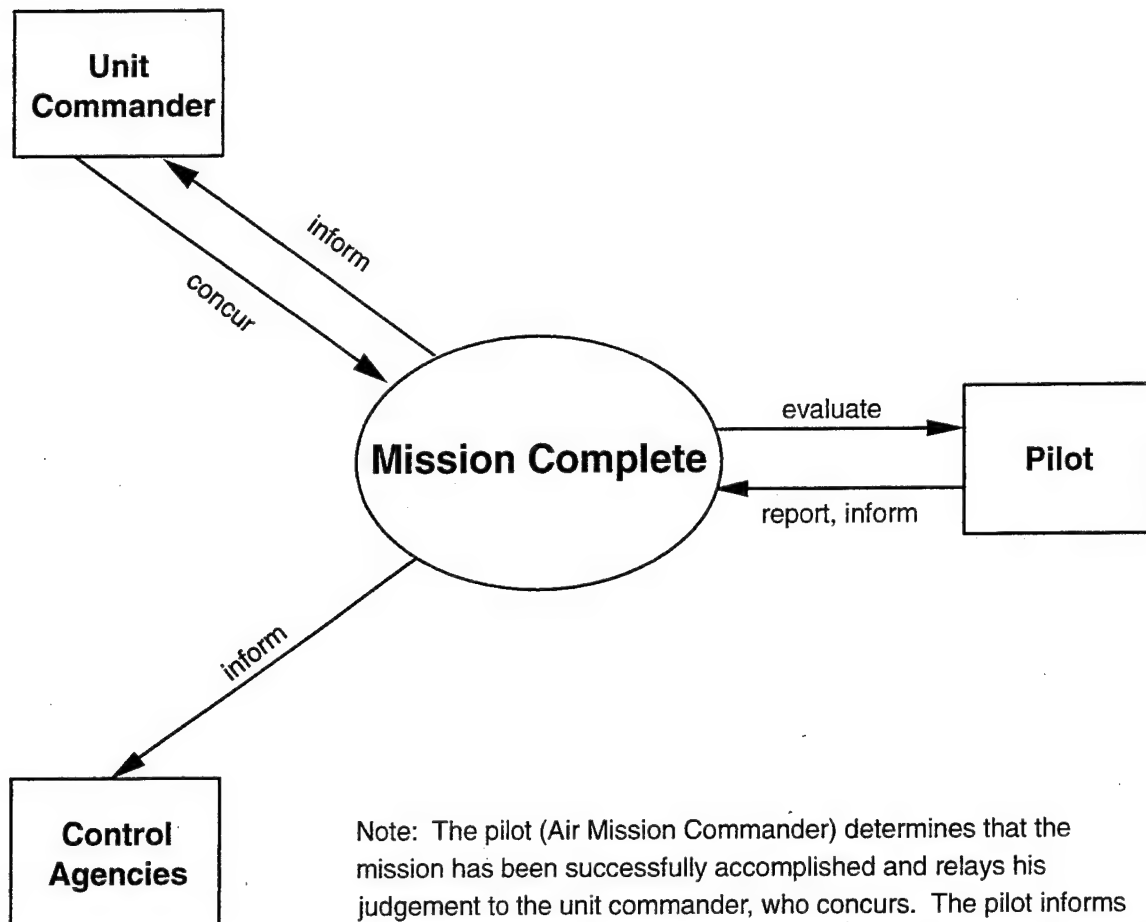 Unit
Commander
inform
concur
evaluate
Mission Complete
Pilot
report, inform
inform
Control
Agencies
Note: The pilot (Air Mission Commander) determines that the
mission has been successfully accomplished and relays his
judgement to the unit commander, who concurs. The pilot informs